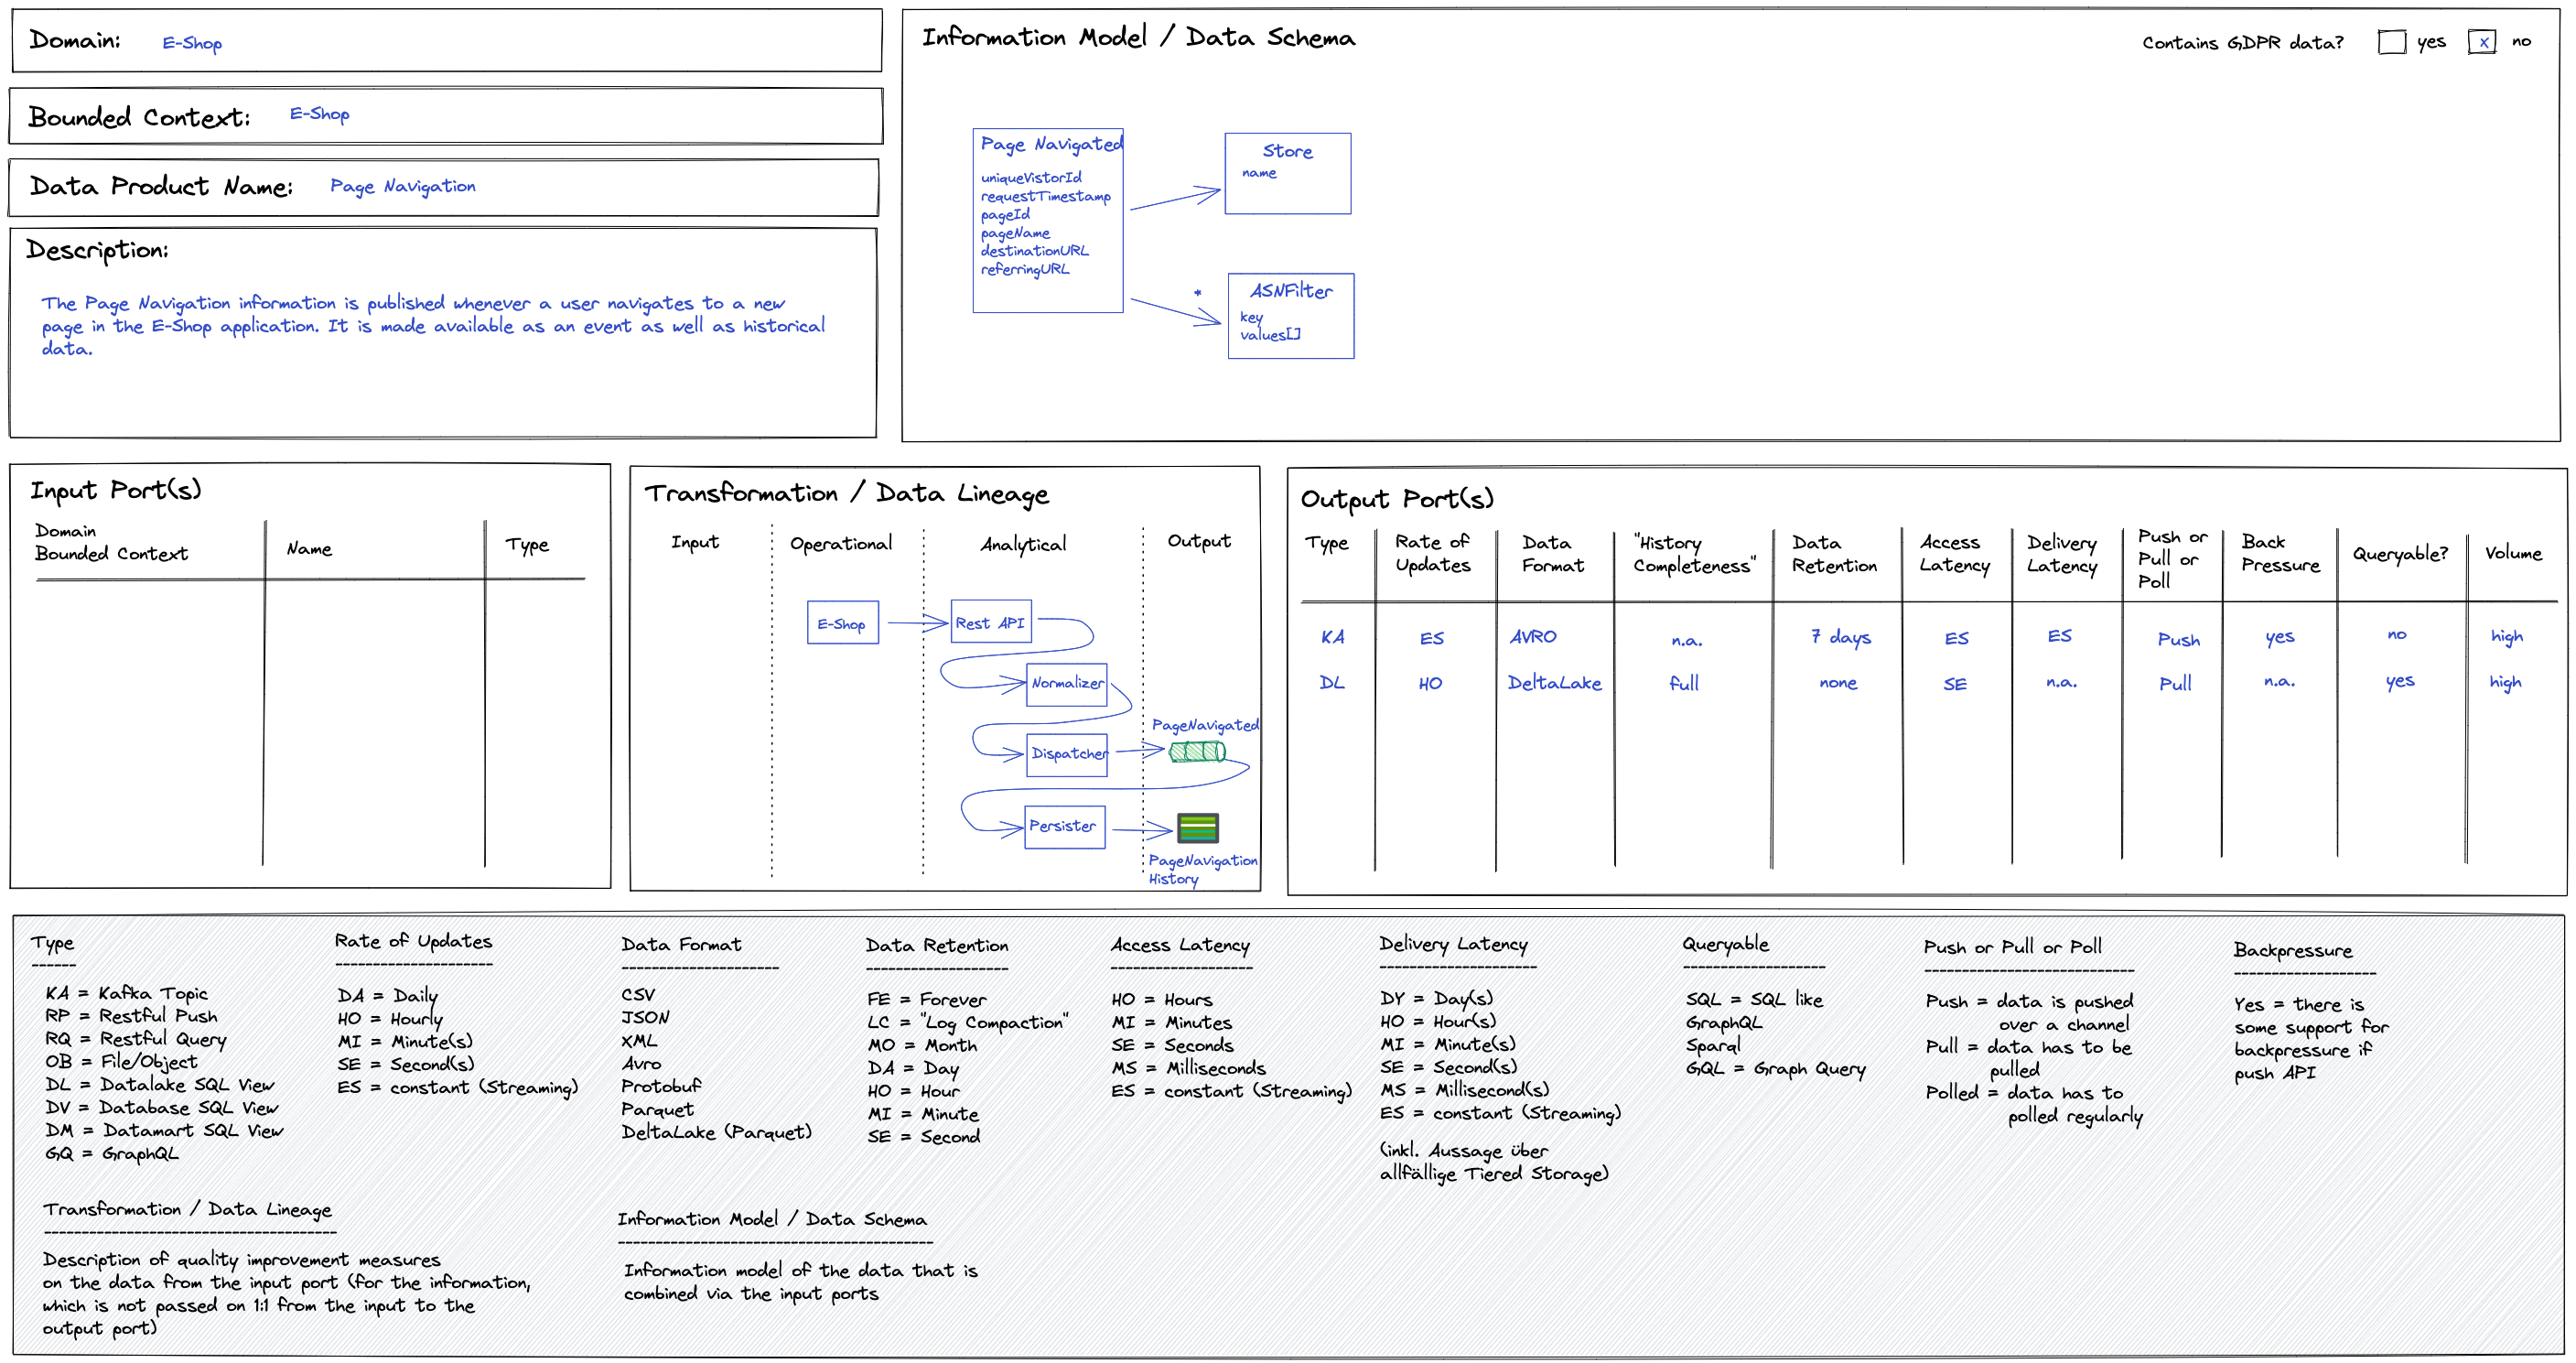 Domain: E-Shop
Bounded Context: E-Shop
Data Product Name: Page Navigation
Description:
The Page Navigation information is published whenever a user navigates to a new
page in the E-Shop application. It is made available as an event as well as historical
data.
Information Model / Data Schema
Contains GDPR data? yes x no
Page Navigated
uniqueVistorId
requestTimestamp
pageId
pageName
destinationURL
referringURL
Store
name
*
ASNFilter
key
values[]
Input Port(s)
Domain
Bounded Context
Name
Type
Transformation / Data Lineage
Input
Operational
Analytical
Output
E-Shop
Rest API
Normalizer
Dispatcher
PageNavigated
Persister
PageNavigation
History
Output Port(s)
Type
Rate of
Updates
Data
Format
"History
Completeness"
Data
Retention
Access
Latency
Delivery
Latency
Push or
Pull or
Poll
Back
Pressure
Queryable?
Volume
KA ES AVRO n.a. 7 days ES ES Push yes no high
DL HO DeltaLake full none SE n.a. Pull n.a. yes high
Type
------
KA = Kafka Topic
RP = Restful Push
RQ = Restful Query
OB = File/Object
DL = Datalake SQL View
DV = Database SQL View
DM = Datamart SQL View
GQ = GraphQL
Rate of Updates
---------------------
DA = Daily
HO = Hourly
MI = Minute(s)
SE = Second(s)
ES = constant (Streaming)
Data Format
---------------------
CSV
JSON
XML
Avro
Protobuf
Parquet
DeltaLake (Parquet)
Data Retention
-------------------
FE = Forever
LC = "Log Compaction"
MO = Month
DA = Day
HO = Hour
MI = Minute
SE = Second
Access Latency
-------------------
HO = Hours
MI = Minutes
SE = Seconds
MS = Milliseconds
ES = constant (Streaming)
Delivery Latency
---------------------
DY = Day(s)
HO = Hour(s)
MI = Minute(s)
SE = Second(s)
MS = Millisecond(s)
ES = constant (Streaming)
(inkl. Aussage über
allfällige Tiered Storage)
Queryable
-------------------
SQL = SQL like
GraphQL
Sparql
GQL = Graph Query
Push or Pull or Poll
----------------------------
Push = data is pushed
over a channel
Pull = data has to be
pulled
Polled = data has to
polled regularly
Backpressure
-------------------
Yes = there is
some support for
backpressure if
push API
Transformation / Data Lineage
---------------------------------------
Description of quality improvement measures
on the data from the input port (for the information,
which is not passed on 1:1 from the input to the
output port)
Information Model / Data Schema
------------------------------------------
Information model of the data that is
combined via the input ports